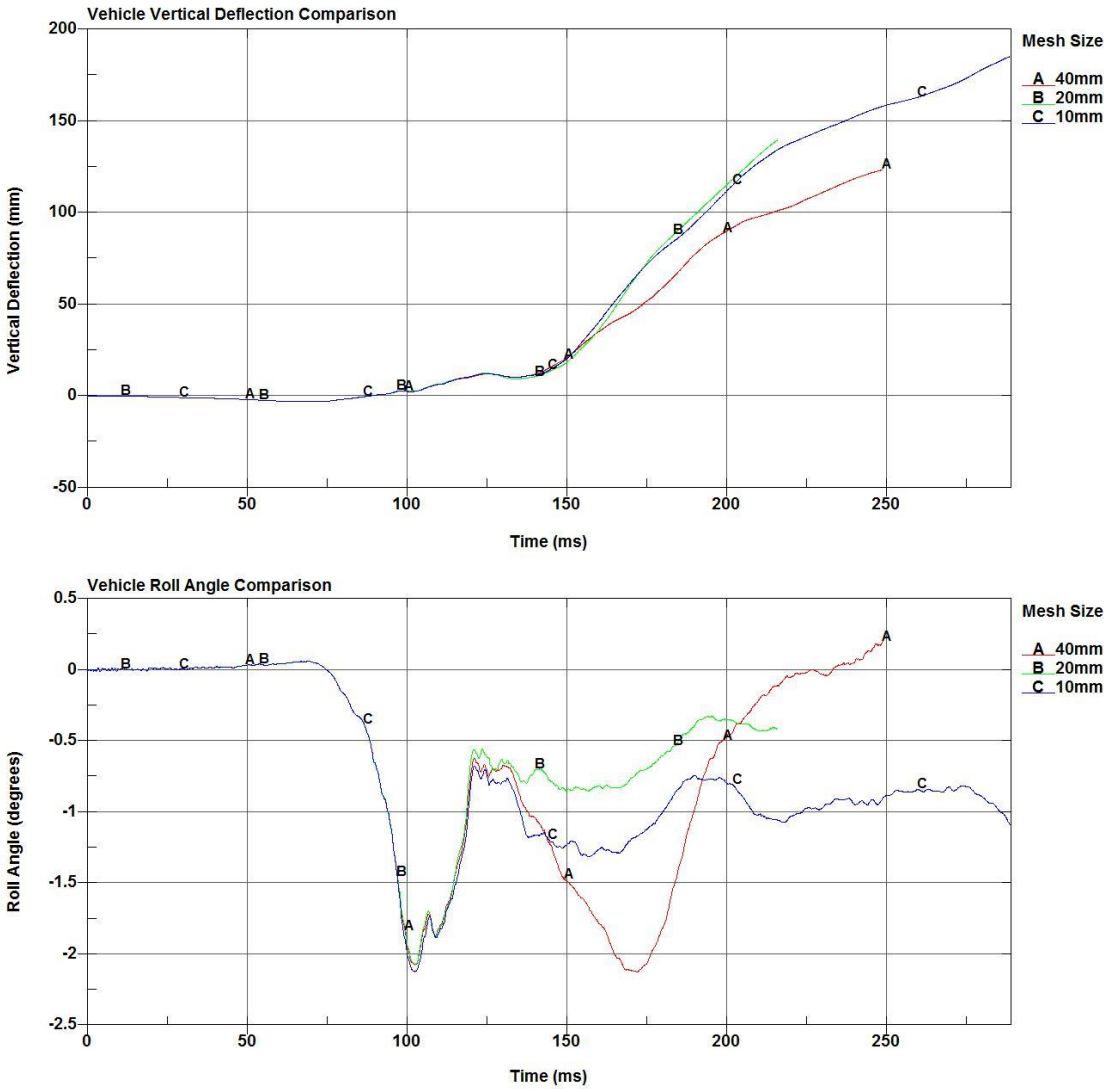 Vehicle Vertical Deflection Comparison
Vertical Deflection (mm)
200
150
100
50
0
-50
0 50 100 150 200 250
Time (ms)
Mesh Size
A 40mm
B 20mm
C 10mm
B C A B C B A B C A B A C C A
Vehicle Roll Angle Comparison
Roll Angle (degrees)
0.5
0
-0.5
-1
-1.5
-2
-2.5
0 50 100 150 200 250
Time (ms)
Mesh Size
A 40mm
B 20mm
C 10mm
B C A B C B A B C A B A C C A